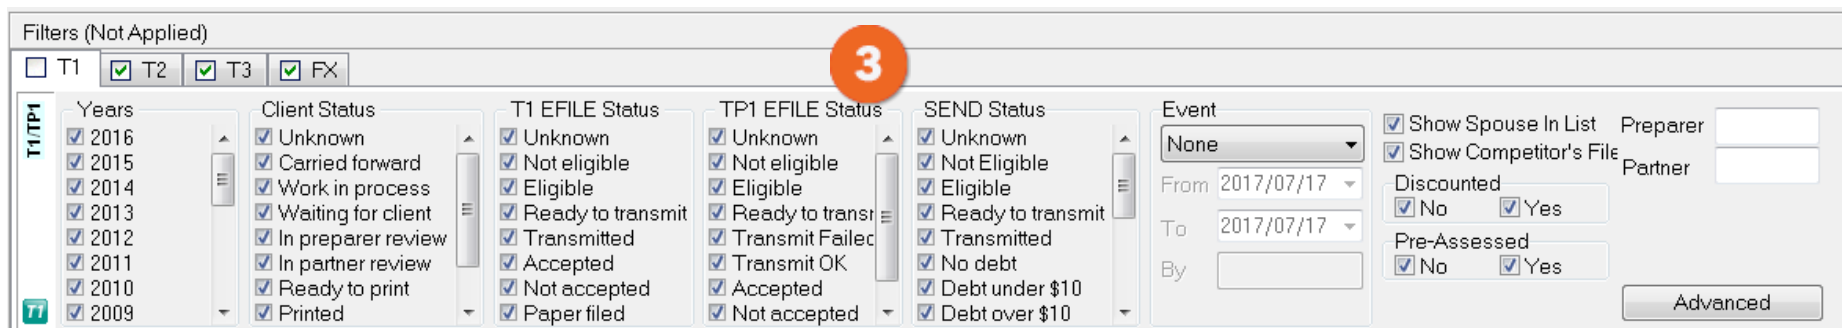 Filters (Not Applied)
3
T1 T2 T3 FX
T1/TP1
T1
Years
2016
2015
2014
2013
2012
2011
2010
2009
Client Status
Unknown
Carried forward
Work in process
Waiting for client
In preparer review
In partner review
Ready to print
Printed
T1 EFILE Status
Unknown
Not eligible
Eligible
Ready to transmit
Transmitted
Accepted
Not accepted
Paper filed
TP1 EFILE Status
Unknown
Not eligible
Eligible
Ready to transr
Transmit Failed
Transmit OK
Accepted
Not accepted
SEND Status
Unknown
Not Eligible
Eligible
Ready to transmit
Transmitted
No debt
Debt under $10
Debt over $10
Event
None
From 2017/07/17
To 2017/07/17
By
Show Spouse In List
Show Competitor's File
Discounted
No Yes
Pre-Assessed
No Yes
Preparer
Partner
Advanced